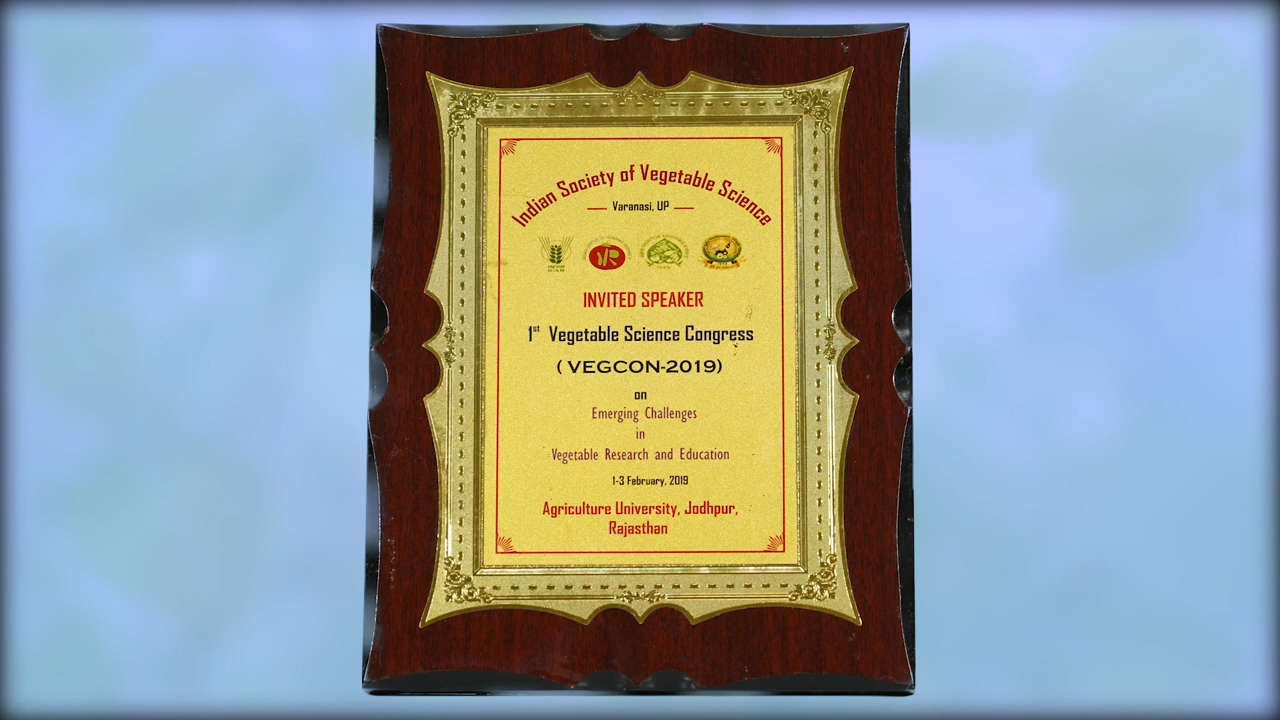 Indian Society of Vegetable Science
Varanasi, UP
INVITED SPEAKER
1st Vegetable Science Congress
( VEGCON-2019)
on
Emerging Challenges
in
Vegetable Research and Education
1-3 February, 2019
Agriculture University, Jodhpur,
Rajasthan